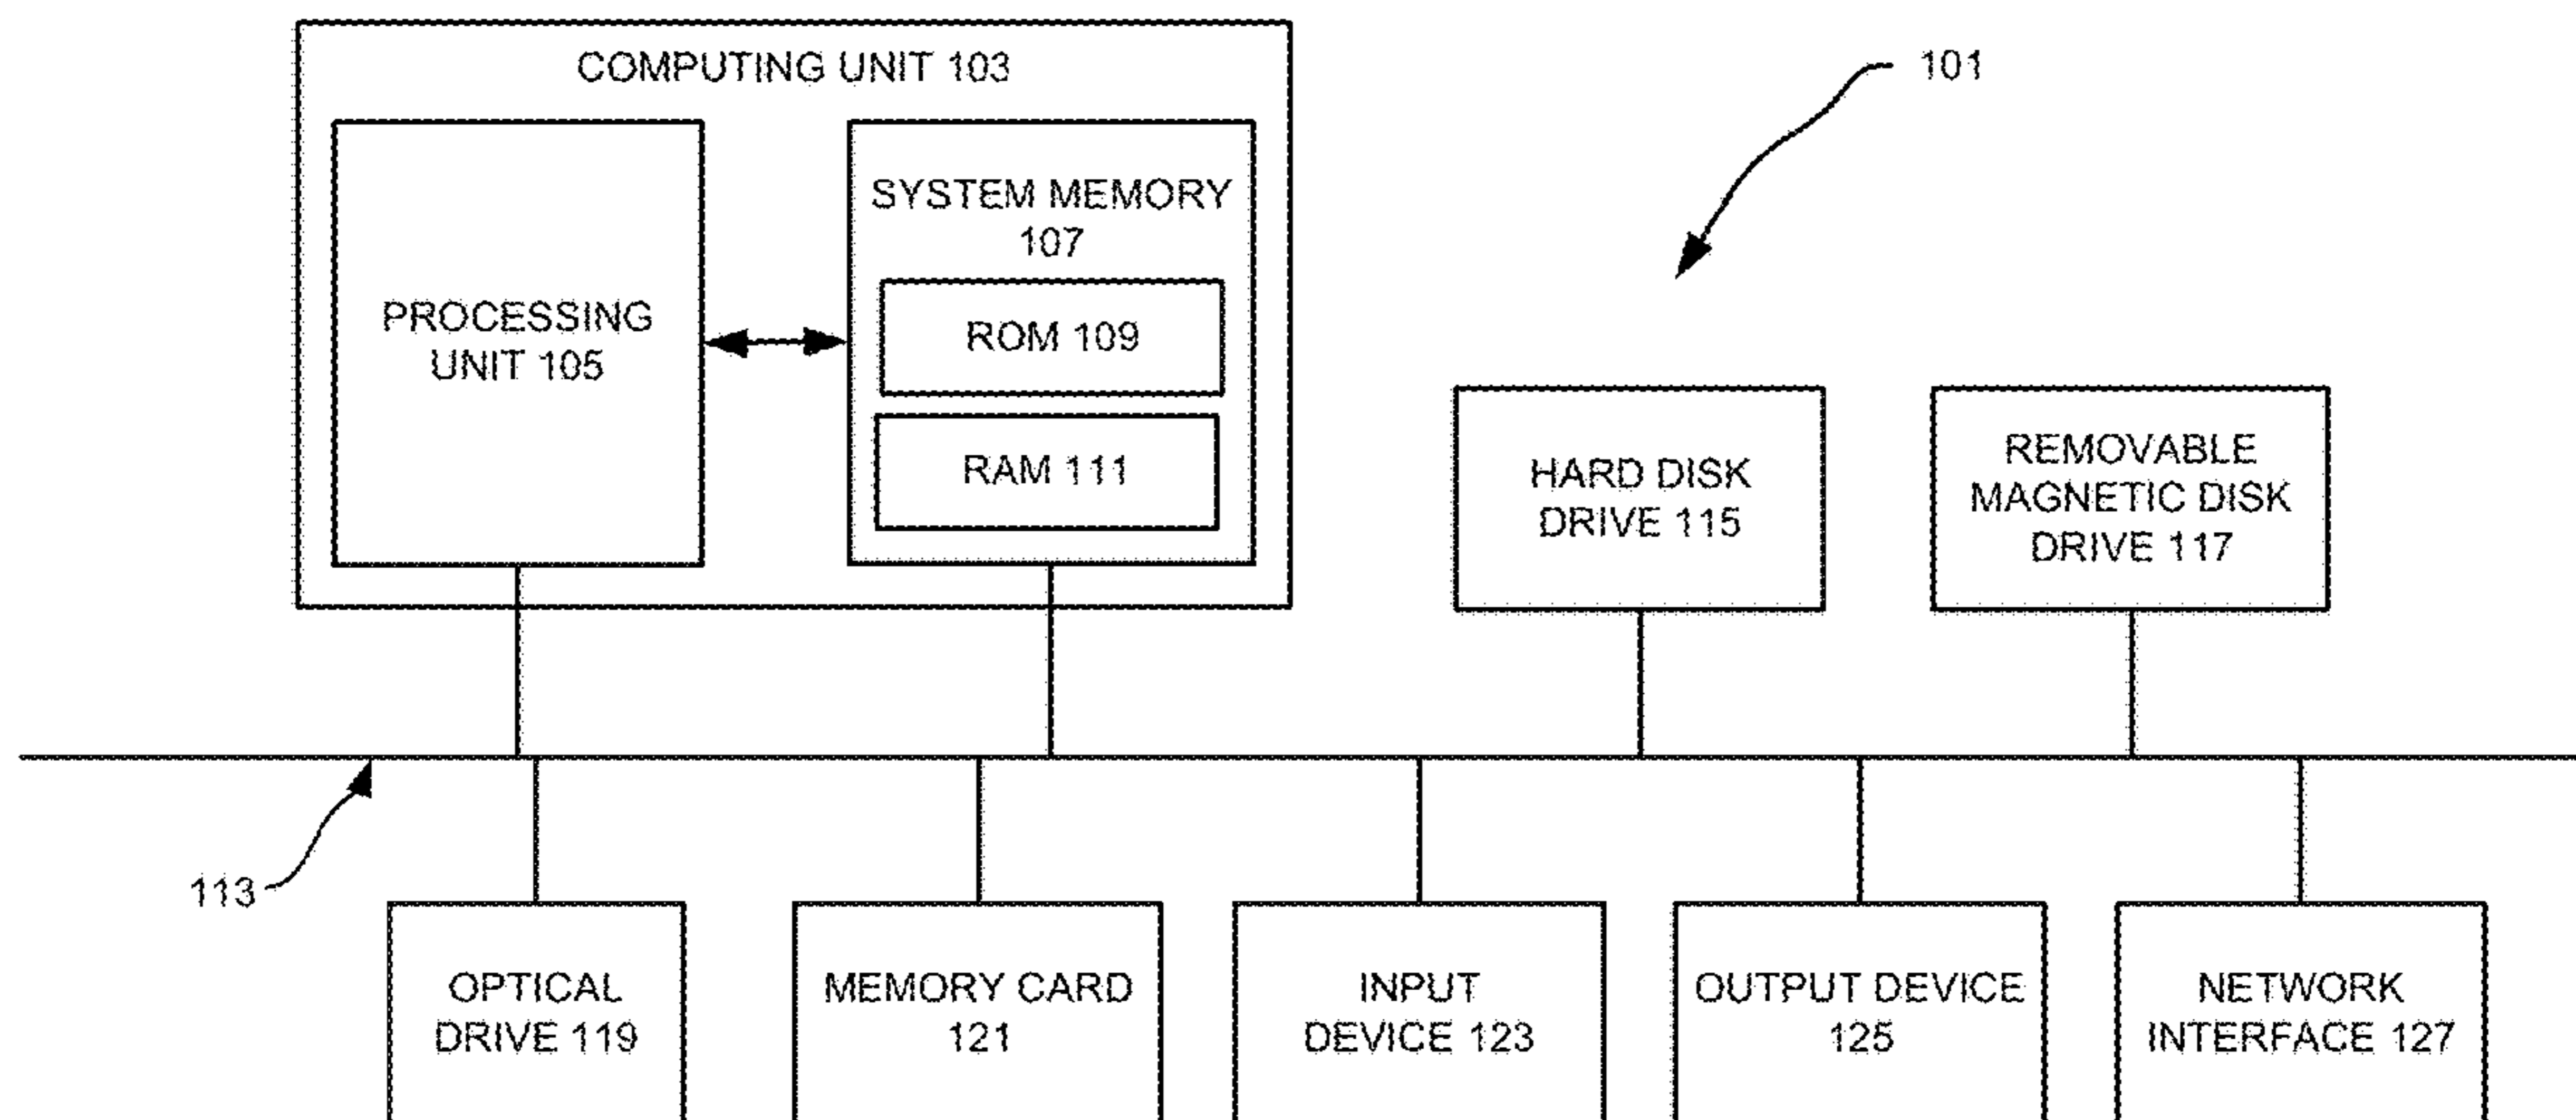 COMPUTING UNIT 103
101
SYSTEM MEMORY
107
PROCESSING
UNIT 105
ROM 109
RAM 111
HARD DISK
DRIVE 115
REMOVABLE
MAGNETIC DISK
DRIVE 117
113
OPTICAL
DRIVE 119
MEMORY CARD
121
INPUT
DEVICE 123
OUTPUT DEVICE
125
NETWORK
INTERFACE 127